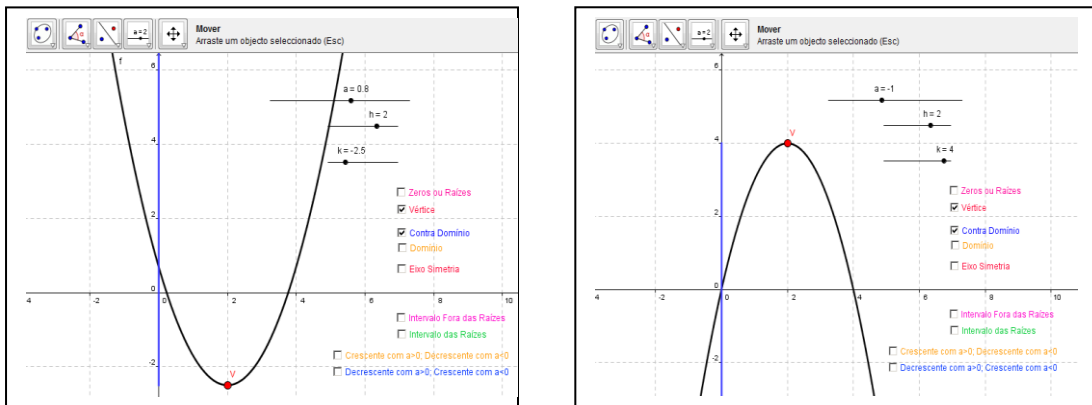 a = 2
Mover
Arraste um objecto seleccionado (Esc)
f
6
a = 0.8
h = 2
k = -2.5
4
Zeros ou Raízes
Vértice
2
Contra Domínio
Domínio
Eixo Simetria
4 0 0 2 4 6 8 10
Intervalo Fora das Raízes
Intervalo das Raízes
Crescente com a>0; Decrescente com a<0
-2
Decrescente com a>0; Crescente com a<0
V
a = 2
Mover
Arraste um objecto seleccionado (Esc)
6
a = -1
h = 2
V
4
k = 4
Zeros ou Raízes
Vértice
2
Contra Domínio
Domínio
Eixo Simetria
4 0 0 2 4 6 8 10
Intervalo Fora das Raízes
Intervalo das Raízes
Crescente com a>0; Decrescente com a<0
-2
Decrescente com a>0; Crescente com a<0